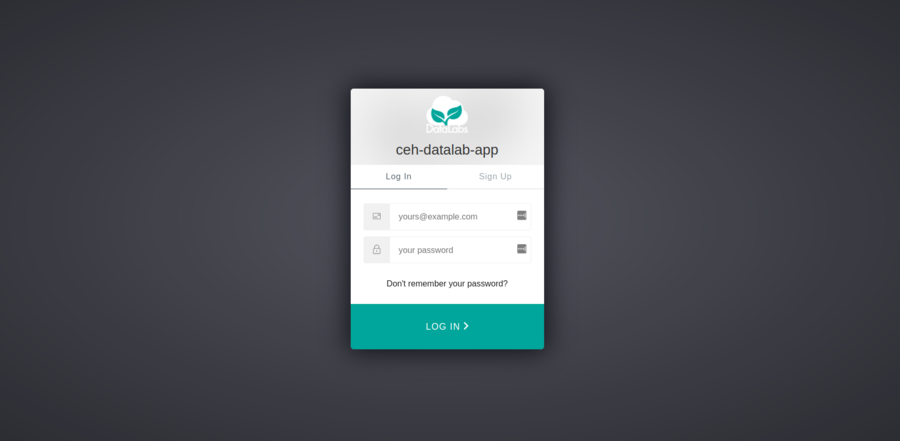 DataLabs
ceh-datalab-app
Log In
Sign Up
yours@example.com
your password
Don't remember your password?
LOG IN